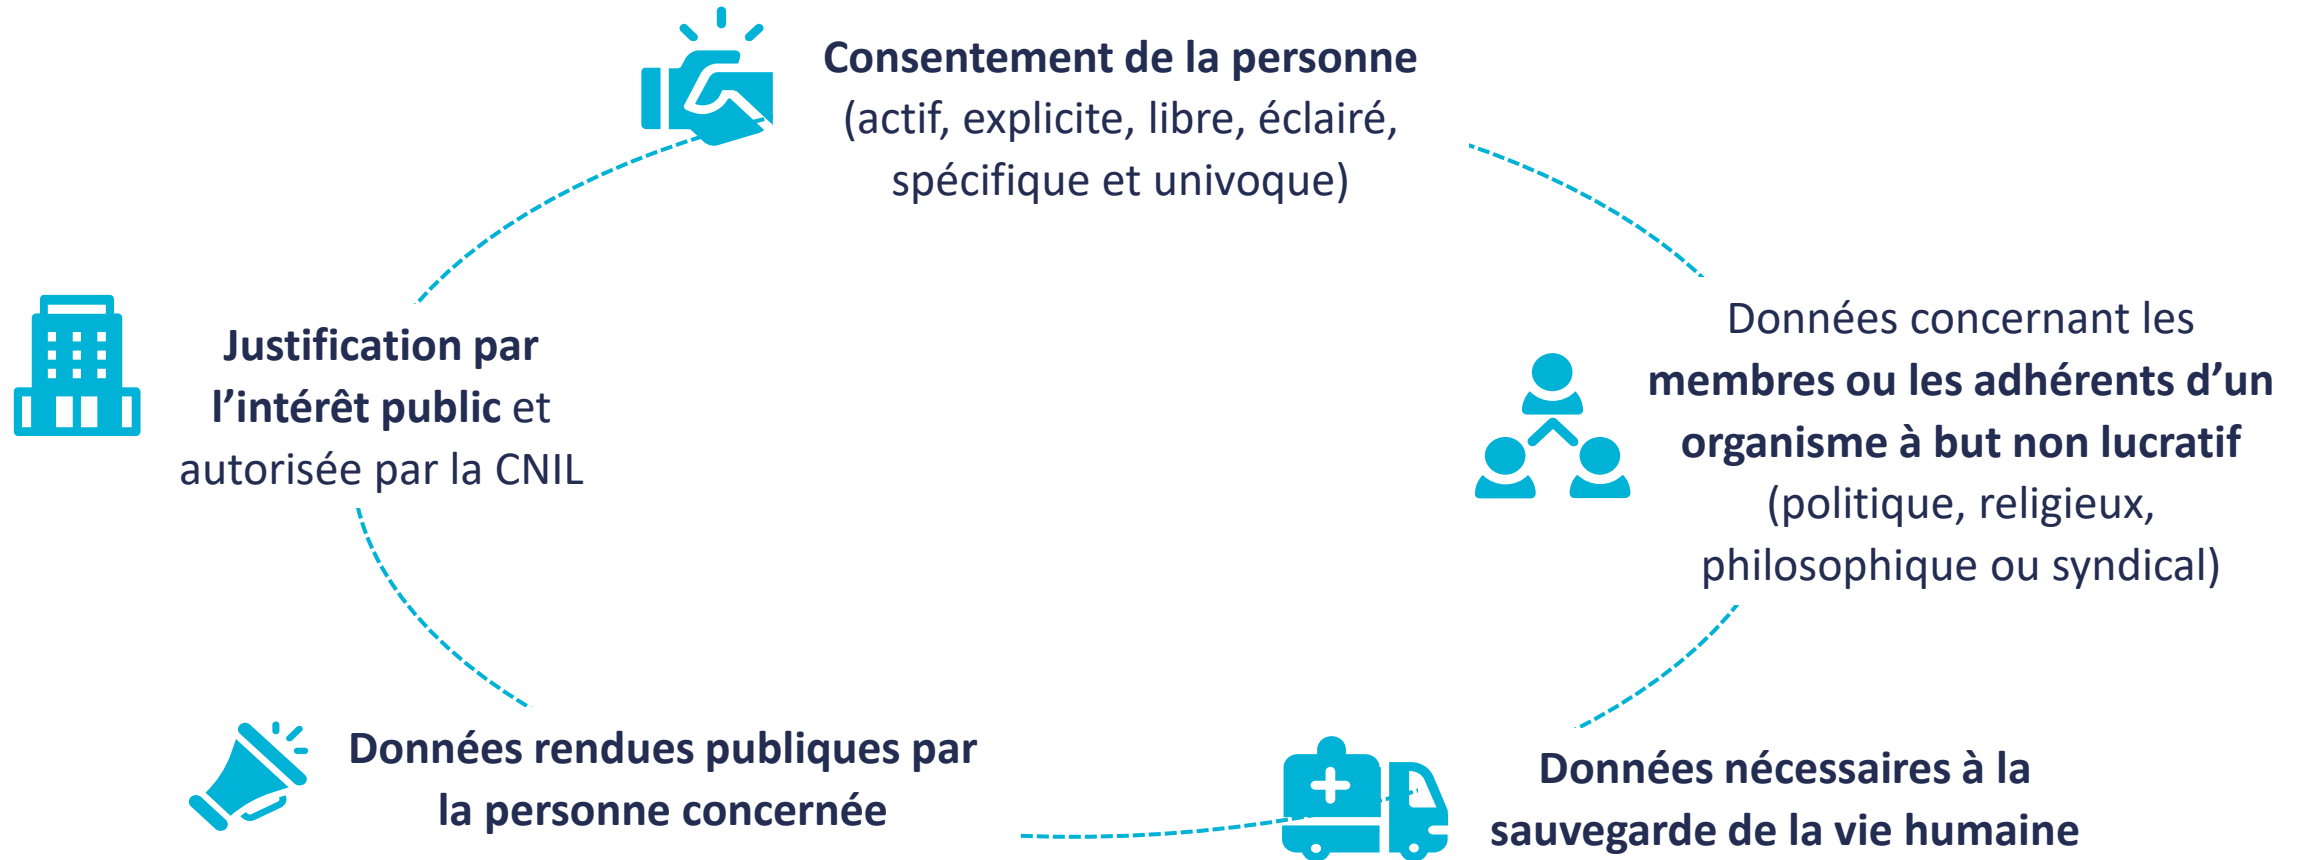 Consentement de la personne
(actif, explicite, libre, éclairé,
spécifique et univoque)
Données concernant les
membres ou les adhérents d’un
organisme à but non lucratif
(politique, religieux,
philosophique ou syndical)
Données nécessaires à la
sauvegarde de la vie humaine
Données rendues publiques par
la personne concernée
Justification par
l’intérêt public et
autorisée par la CNIL